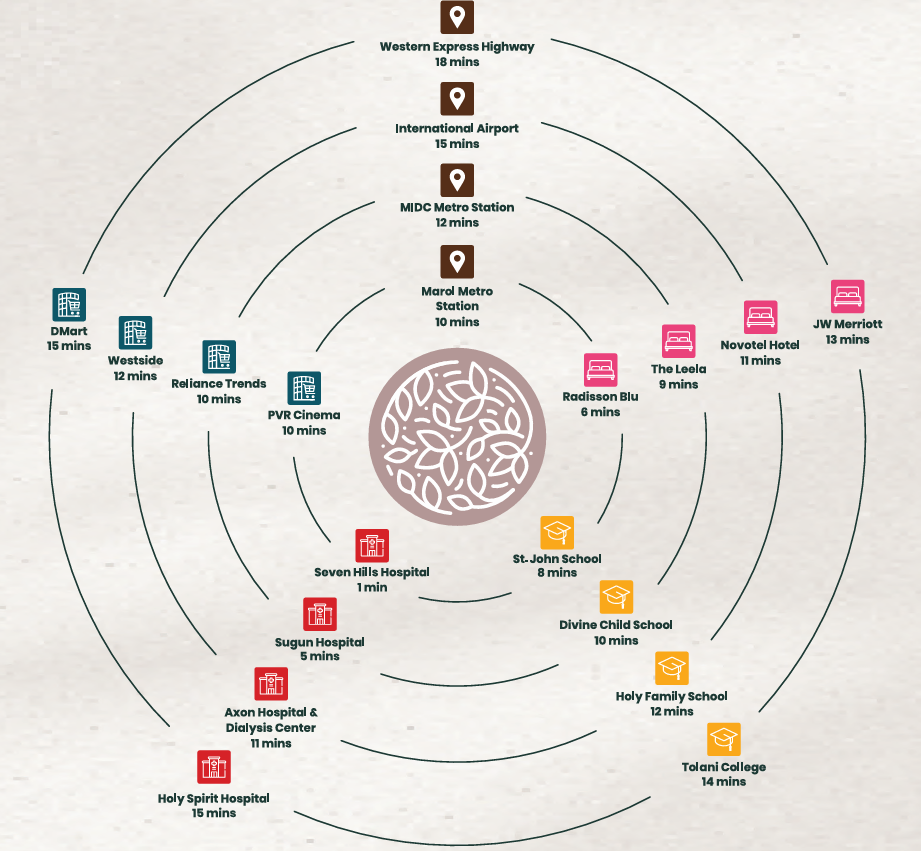 Western Express Highway
18 mins
International Airport
15 mins
MIDC Metro Station
12 mins
Marol Metro
Station
10 mins
DMart
15 mins
Westside
12 mins
Reliance Trends
10 mins
PVR Cinema
10 mins
Radisson Blu
6 mins
The Leela
9 mins
Novotel Hotel
11 mins
JW Merriott
13 mins
Seven Hills Hospital
1 min
Sugun Hospital
5 mins
Axon Hospital &
Dialysis Center
11 mins
Holy Spirit Hospital
15 mins
St.John School
8 mins
Divine Child School
10 mins
Holy Family School
12 mins
Tolani College
14 mins